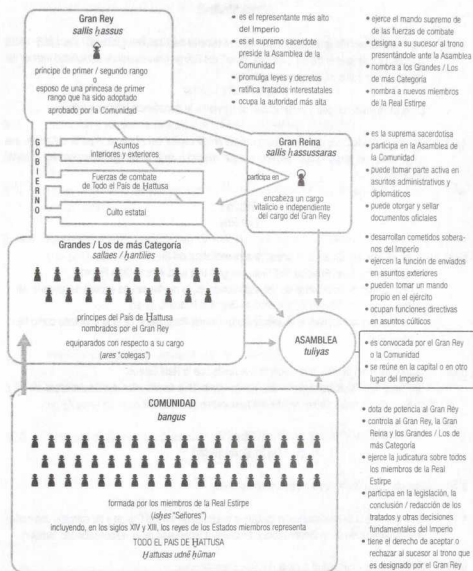 Gran Rey
sallis ḫassus
príncipe de primer / segundo rango
o
esposo de una princesa de primer
rango que ha sido adoptado
aprobado por la Comunidad
• es el representante más alto
del Imperio
• es el supremo sacerdote
preside la Asamblea de la
Comunidad
• promulga leyes y decretos
• ratifica tratados interestatales
• ocupa la autoridad más alta
• ejerce el mando supremo de
de las fuerzas de combate
• designa a su sucesor al trono
presentándole ante la Asamblea
• nombra a los Grandes / Los
de más Categoría
• nombra a nuevos miembros
de la Real Estirpe
GOBIERNO
Asuntos
interiores y exteriores
Fuerzas de combate
de Todo el País de Ḫattusa
Culto estatal
Gran Reina
sallis ḫassussaras
participa en
encabeza un cargo
vitalicio e independiente
del cargo del Gran Rey
• es la suprema sacerdotisa
• participa en la Asamblea de
la Comunidad
• puede tomar parte activa en
asuntos administrativos y
diplomáticos
• puede otorgar y sellar
documentos oficiales
Grandes / Los de más Categoría
sallaes / ḫantilies
príncipes del País de Ḫattusa
nombrados por el Gran Rey
equiparados con respecto a su cargo
(ares "colegas")
• desarrollan cometidos sobera-
nos del Imperio
• ejercen la función de enviados
en asuntos exteriores
• pueden tomar un mando
propio en el ejército
• ocupan funciones directivas
en asuntos cúlticos
ASAMBLEA
tuliyas
• es convocada por el Gran Rey
o la Comunidad
• se reúne en la capital o en otro
lugar del Imperio
COMUNIDAD
bangus
formada por los miembros de la Real Estirpe
(isḫes "Señores")
incluyendo, en los siglos XIV y XIII, los reyes de los Estados miembros representa
TODO EL PAIS DE ḪATTUSA
Ḫattusas udnē ḫūman
• dota de potencia al Gran Rey
• controla al Gran Rey, la Gran
Reina y los Grandes / Los de
más Categoría
• ejerce la judicatura sobre todos
los miembros de la Real
Estirpe
• participa en la legislación, la
conclusión / redacción de los
tratados y otras decisiones
fundamentales del Imperio
• tiene el derecho de aceptar o
rechazar al sucesor al trono que
es designado por el Gran Rey